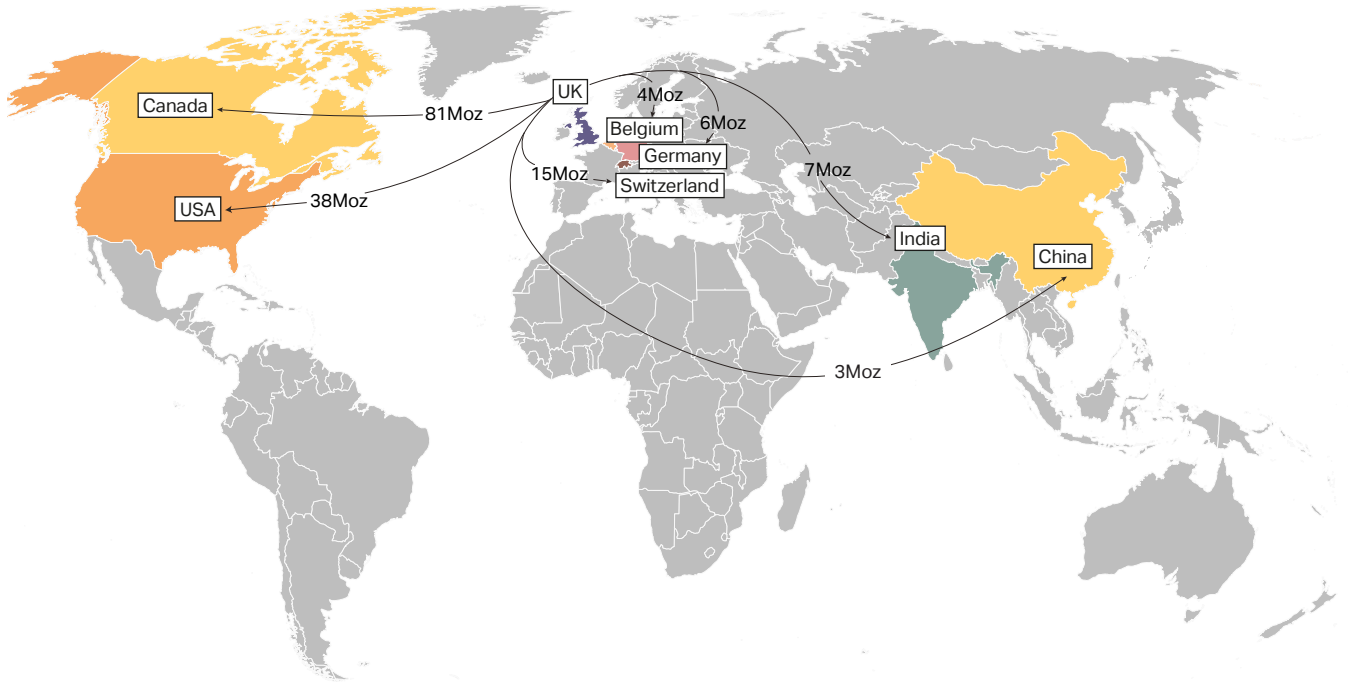 UK
4Moz
Canada
81Moz
6Moz
Belgium
Germany
7Moz
15Moz
Switzerland
38Moz
USA
India
China
3Moz